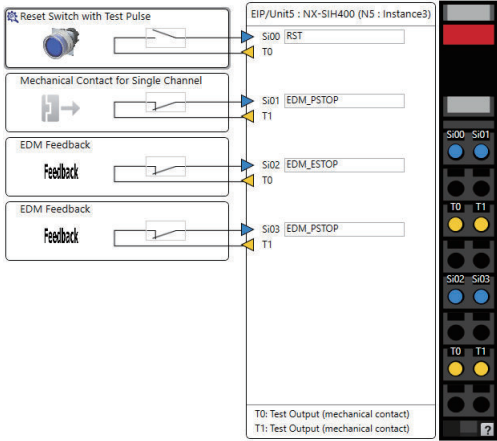 Reset Switch with Test Pulse
EIP/Unit5 : NX-SIH400 (N5 : Instance3)
Si00 RST
T0
Mechanical Contact for Single Channel
Si01 EDM_PSTOP
T1
EDM Feedback
Feedback
Si02 EDM_ESTOP
T0
EDM Feedback
Feedback
Si03 EDM_PSTOP
T1
T0: Test Output (mechanical contact)
T1: Test Output (mechanical contact)
Si00 Si01
T0 T1
Si02 Si03
T0 T1
?